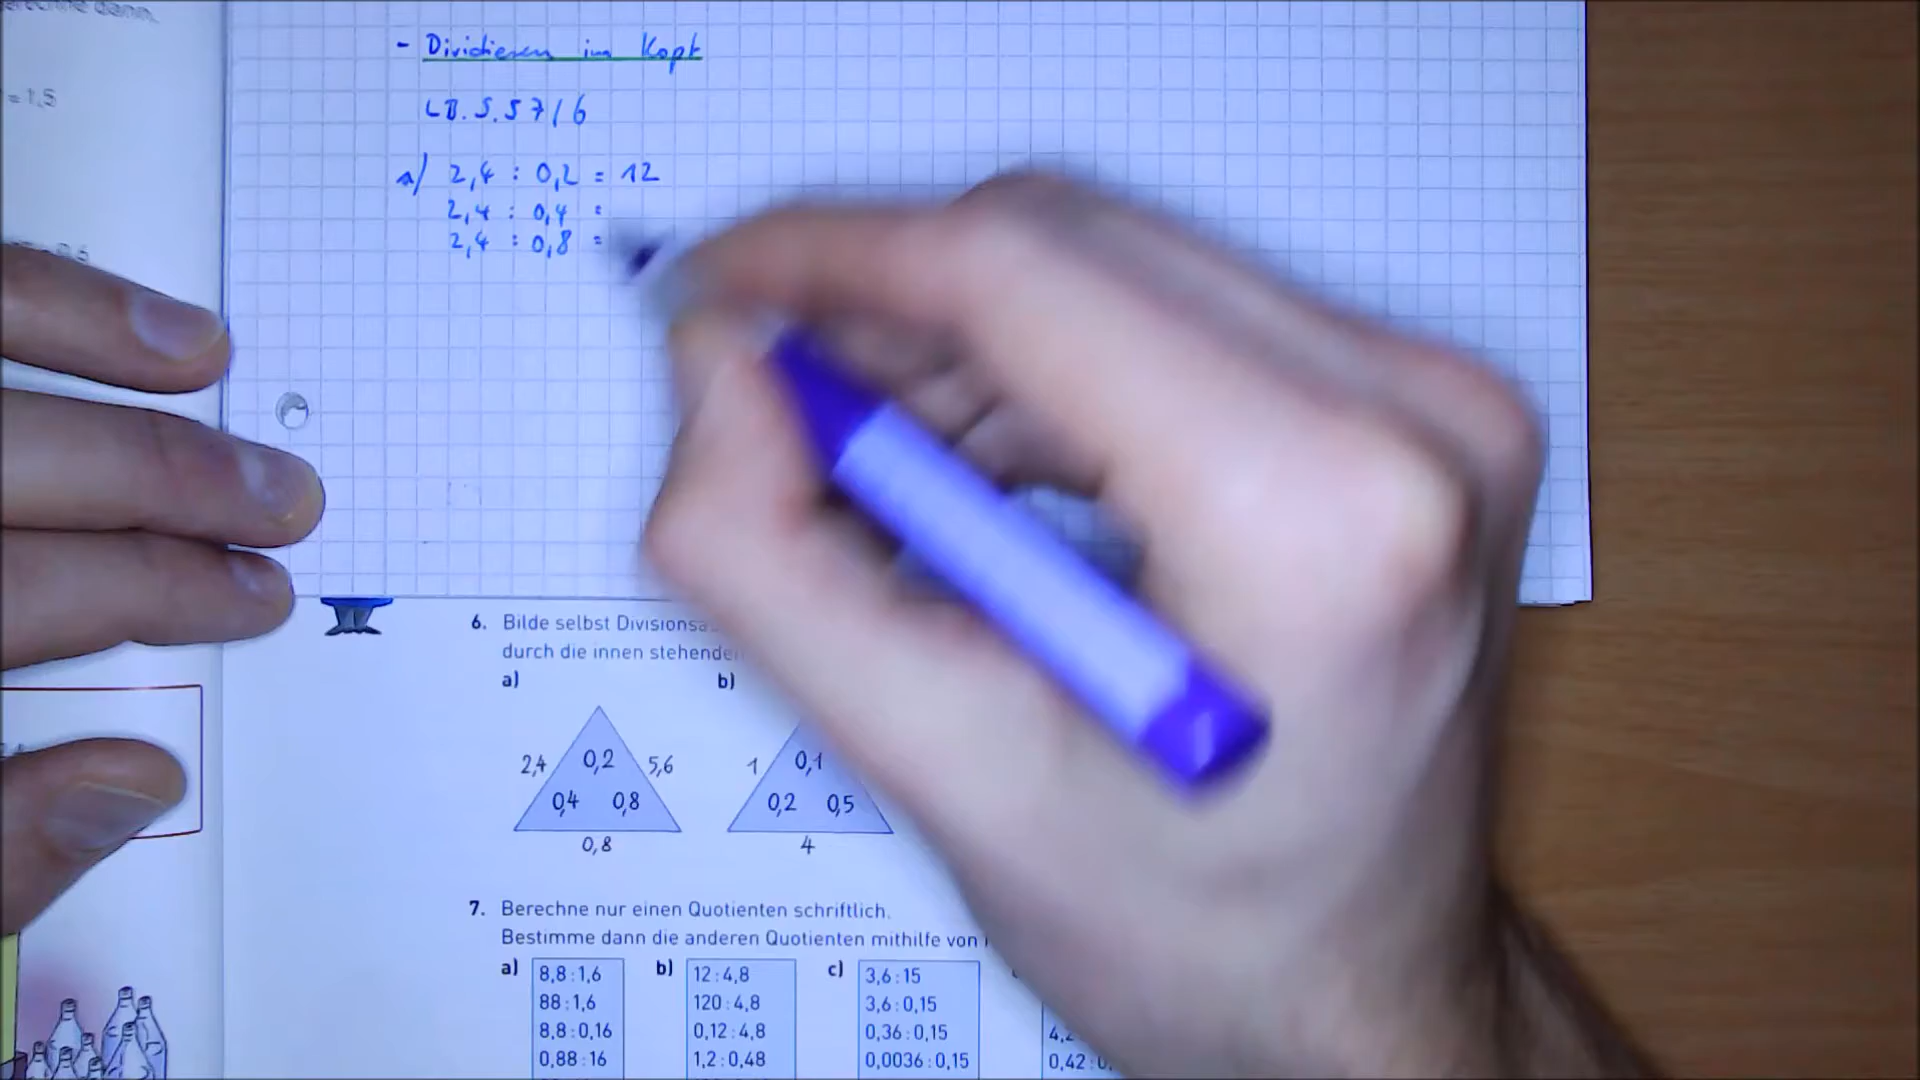 = 1,5
- Dividieren im Kopf
LB. S. 57/6
a) 2,4 : 0,2 = 12
2,4 : 0,4 =
2,4 : 0,8 =
6. Bilde selbst
durch die innen
a) b)
2,4 0,2 5,6
0,4 0,8
0,8
1 0,1
0,2 0,5
4
7. Berechne nur einen Quotienten schriftlich.
Bestimme dann die anderen Quotienten mithilfe von
a) 8,8 : 1,6
88 : 1,6
8,8 : 0,16
0,88 : 16
b) 12 : 4,8
120 : 4,8
0,12 : 4,8
1,2 : 0,48
c) 3,6 : 15
3,6 : 0,15
0,36 : 0,15
0,0036 : 0,15